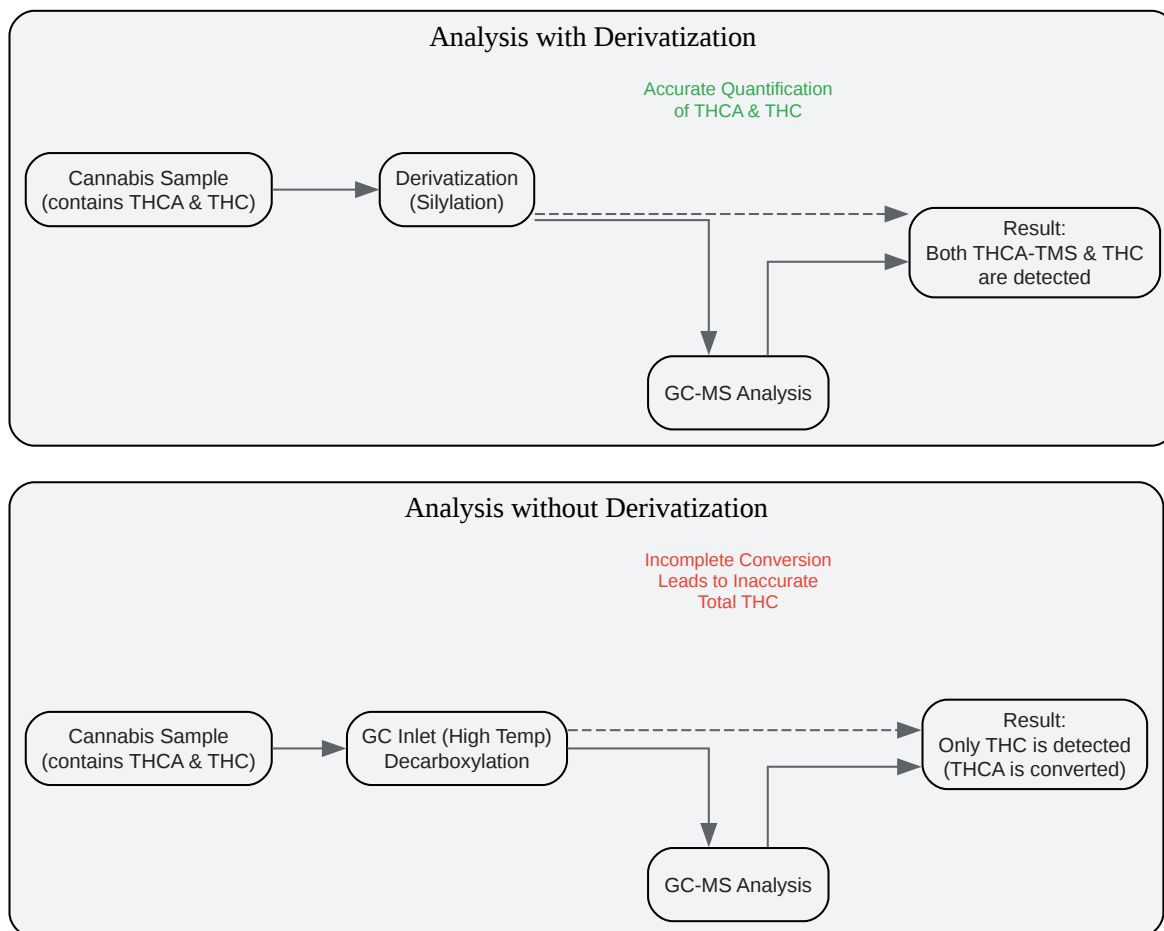 Analysis with Derivatization
Accurate Quantification
of THCA & THC
Cannabis Sample
(contains THCA & THC)
Derivatization
(Silylation)
Result:
Both THCA-TMS & THC
are detected
GC-MS Analysis
Analysis without Derivatization
Incomplete Conversion
Leads to Inaccurate
Total THC
Cannabis Sample
(contains THCA & THC)
GC Inlet (High Temp)
Decarboxylation
Result:
Only THC is detected
(THCA is converted)
GC-MS Analysis